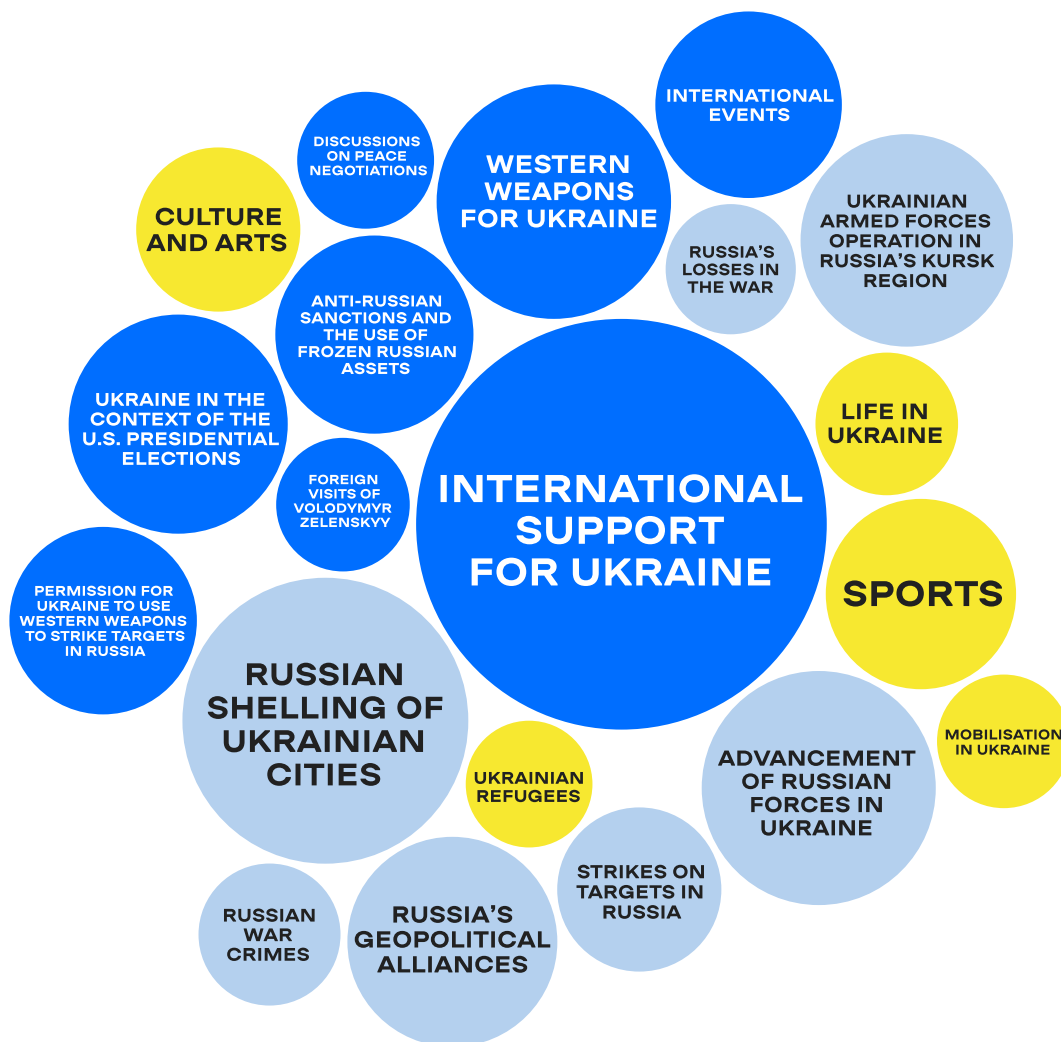 INTERNATIONAL
EVENTS
DISCUSSIONS
ON PEACE
NEGOTIATIONS
WESTERN
WEAPONS
FOR UKRAINE
CULTURE
AND ARTS
UKRAINIAN
ARMED FORCES
OPERATION IN
RUSSIA'S KURSK
REGION
RUSSIA'S
LOSSES IN
THE WAR
ANTI-RUSSIAN
SANCTIONS AND
THE USE OF
FROZEN RUSSIAN
ASSETS
UKRAINE IN THE
CONTEXT OF THE
U.S. PRESIDENTIAL
ELECTIONS
LIFE IN
UKRAINE
FOREIGN
VISITS OF
VOLODYMYR
ZELENSKYY
INTERNATIONAL
SUPPORT
FOR UKRAINE
PERMISSION FOR
UKRAINE TO USE
WESTERN WEAPONS
TO STRIKE TARGETS
IN RUSSIA
SPORTS
RUSSIAN
SHELLING OF
UKRAINIAN
CITIES
MOBILISATION
IN UKRAINE
UKRAINIAN
REFUGEES
ADVANCEMENT
OF RUSSIAN
FORCES IN
UKRAINE
STRIKES ON
TARGETS IN
RUSSIA
RUSSIAN
WAR
CRIMES
RUSSIA'S
GEOPOLITICAL
ALLIANCES